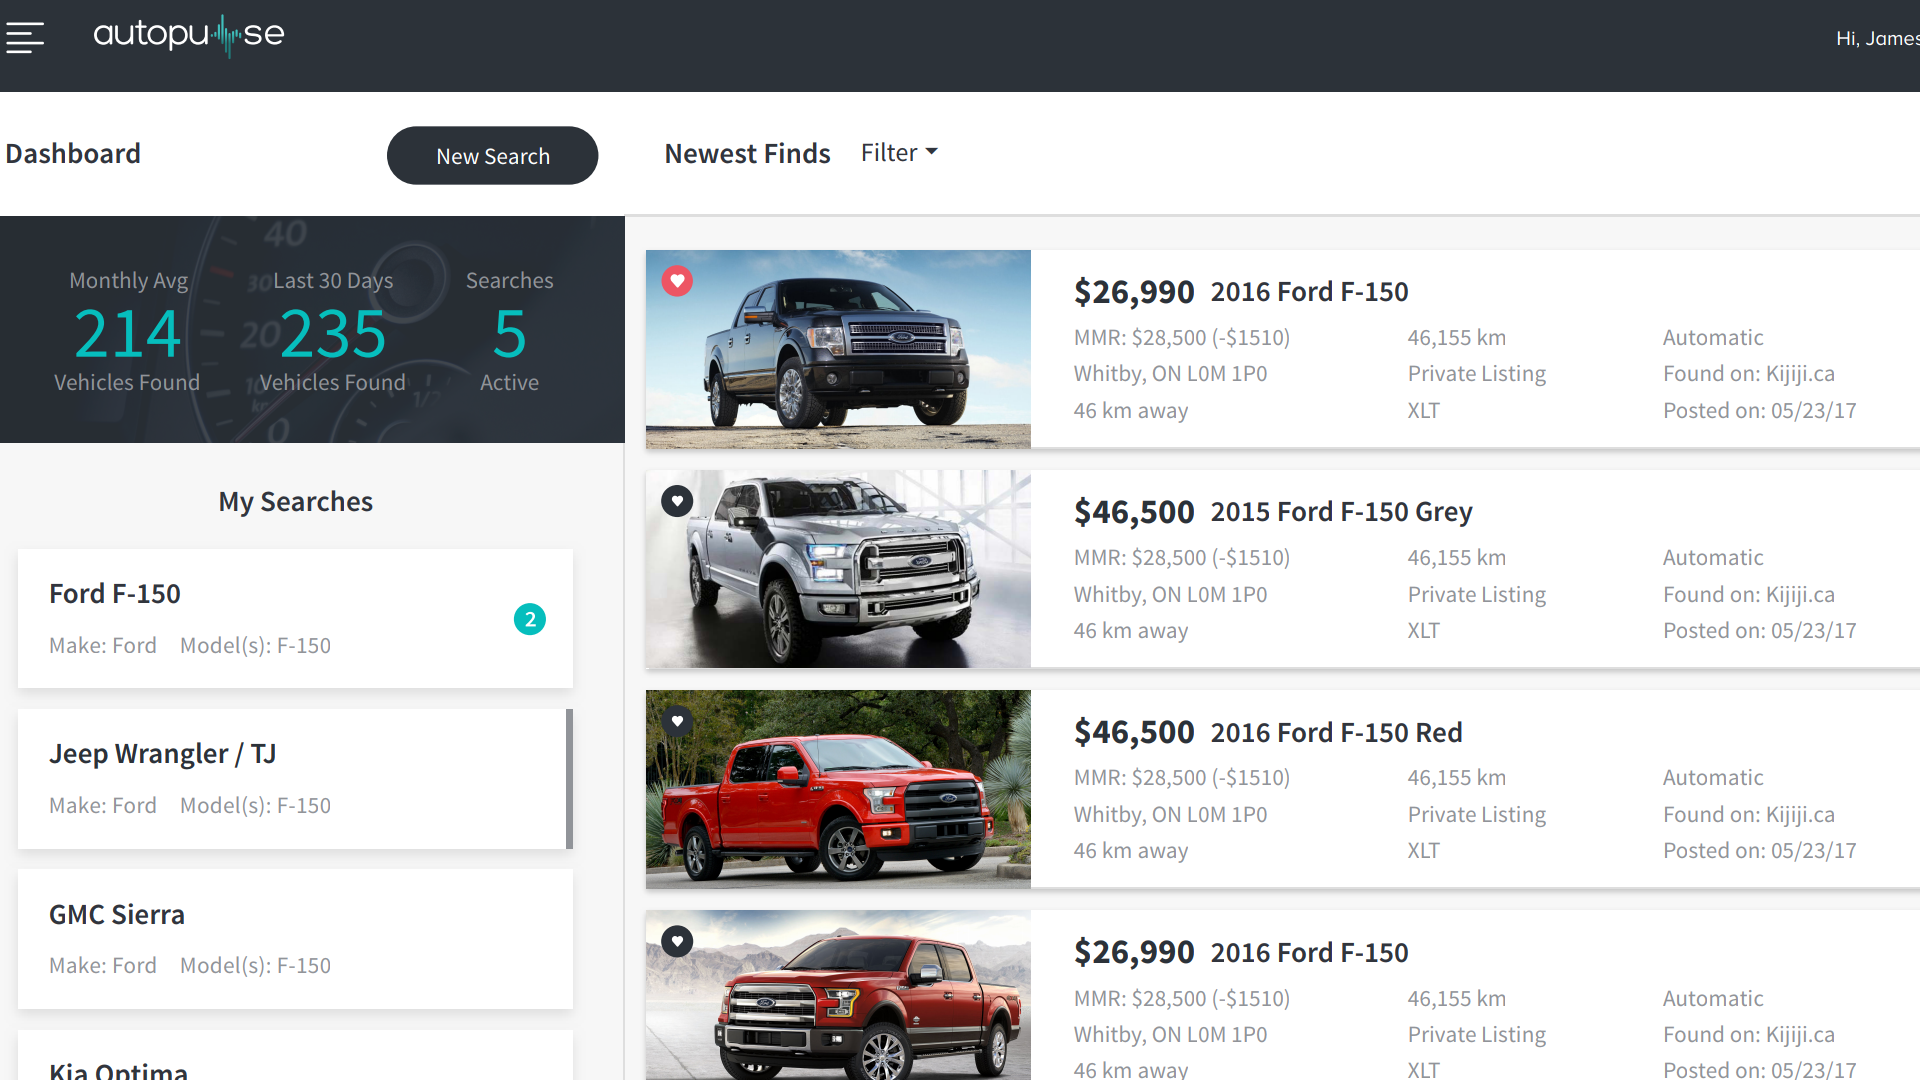 autopulse
Hi, James
Dashboard
New Search
Newest Finds
Filter
Monthly Avg
214
Vehicles Found
Last 30 Days
235
Vehicles Found
Searches
5
Active
My Searches
Ford F-150
Make: Ford Model(s): F-150
2
Jeep Wrangler / TJ
Make: Ford Model(s): F-150
GMC Sierra
Make: Ford Model(s): F-150
Kia Optima
$26,990 2016 Ford F-150
MMR: $28,500 (-$1510) 46,155 km Automatic
Whitby, ON L0M 1P0 Private Listing Found on: Kijiji.ca
46 km away XLT Posted on: 05/23/17
$46,500 2015 Ford F-150 Grey
MMR: $28,500 (-$1510) 46,155 km Automatic
Whitby, ON L0M 1P0 Private Listing Found on: Kijiji.ca
46 km away XLT Posted on: 05/23/17
$46,500 2016 Ford F-150 Red
MMR: $28,500 (-$1510) 46,155 km Automatic
Whitby, ON L0M 1P0 Private Listing Found on: Kijiji.ca
46 km away XLT Posted on: 05/23/17
$26,990 2016 Ford F-150
MMR: $28,500 (-$1510) 46,155 km Automatic
Whitby, ON L0M 1P0 Private Listing Found on: Kijiji.ca
46 km away XLT Posted on: 05/23/17